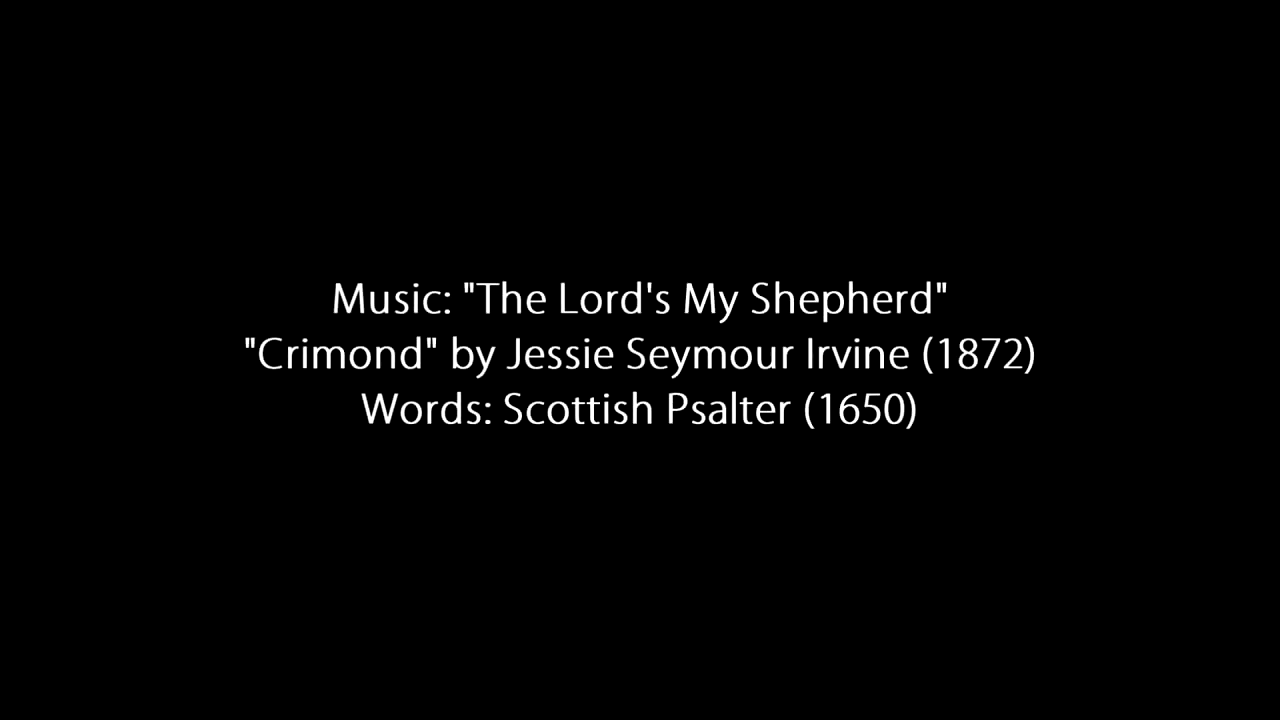 Music: "The Lord's My Shepherd"
"Crimond" by Jessie Seymour Irvine (1872)
Words: Scottish Psalter (1650)